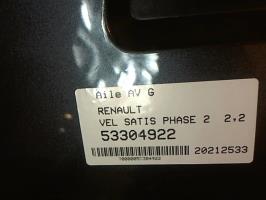 Aile AV G
RENAULT
VEL SATIS PHASE 2 2,2
53304922
20212533